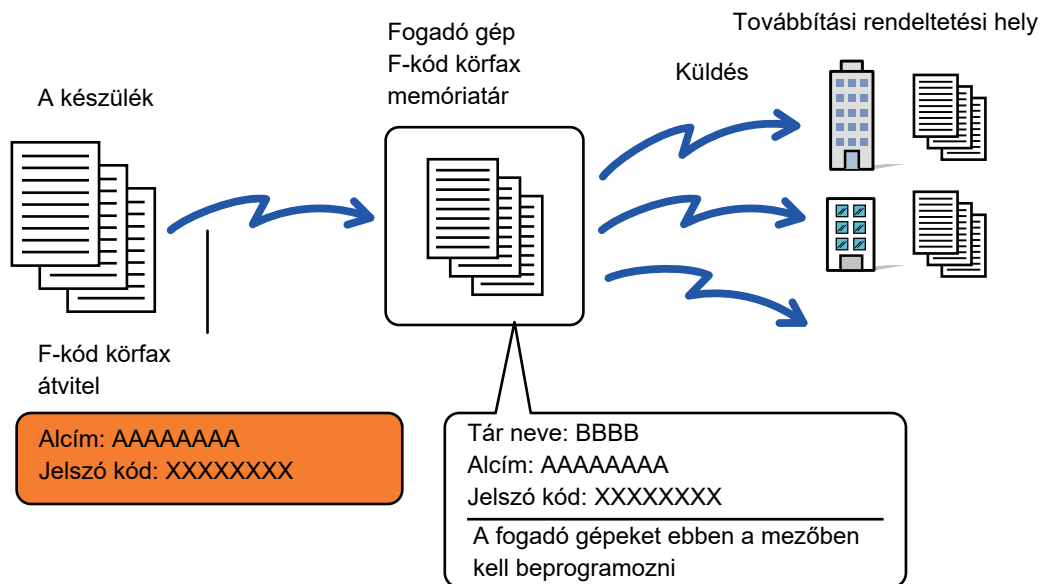 Továbbítási rendeltetési hely
Fogadó gép
F-kód körfax
memóriatár
Küldés
A készülék
F-kód körfax
átvitel
Alcím: AAAAAAAA
Jelszó kód: XXXXXXXX
Tár neve: BBBB
Alcím: AAAAAAAA
Jelszó kód: XXXXXXXX
A fogadó gépeket ebben a mezőben
kell beprogramozni